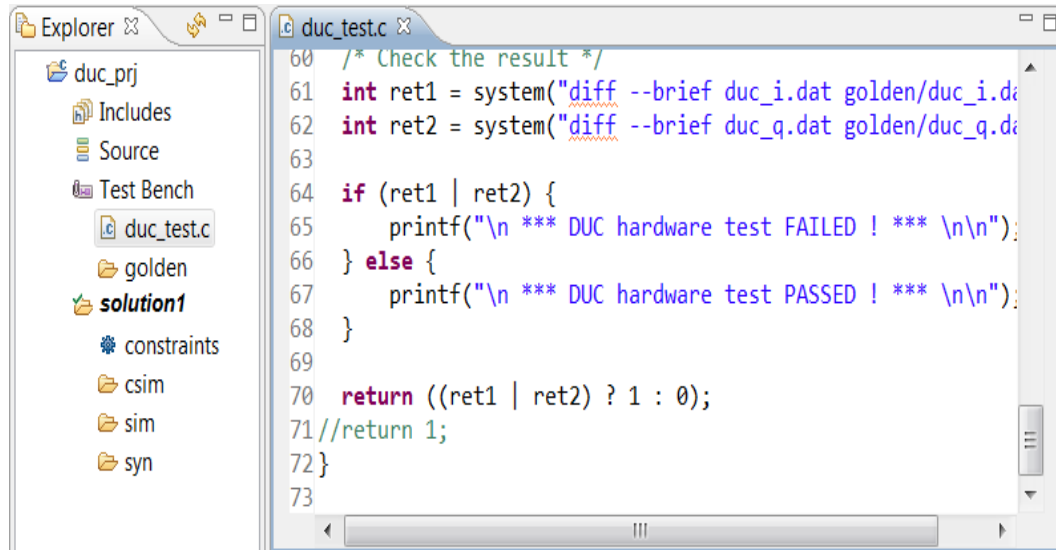 Explorer
duc_prj
Includes
Source
Test Bench
duc_test.c
golden
solution1
constraints
csim
sim
syn
duc_test.c
60 /* Check the result */
61 int ret1 = system("diff --brief duc_i.dat golden/duc_i.da
62 int ret2 = system("diff --brief duc_q.dat golden/duc_q.da
63
64 if (ret1 | ret2) {
65 printf("\n *** DUC hardware test FAILED ! *** \n\n");
66 } else {
67 printf("\n *** DUC hardware test PASSED ! *** \n\n");
68 }
69
70 return ((ret1 | ret2) ? 1 : 0);
71 //return 1;
72 }
73